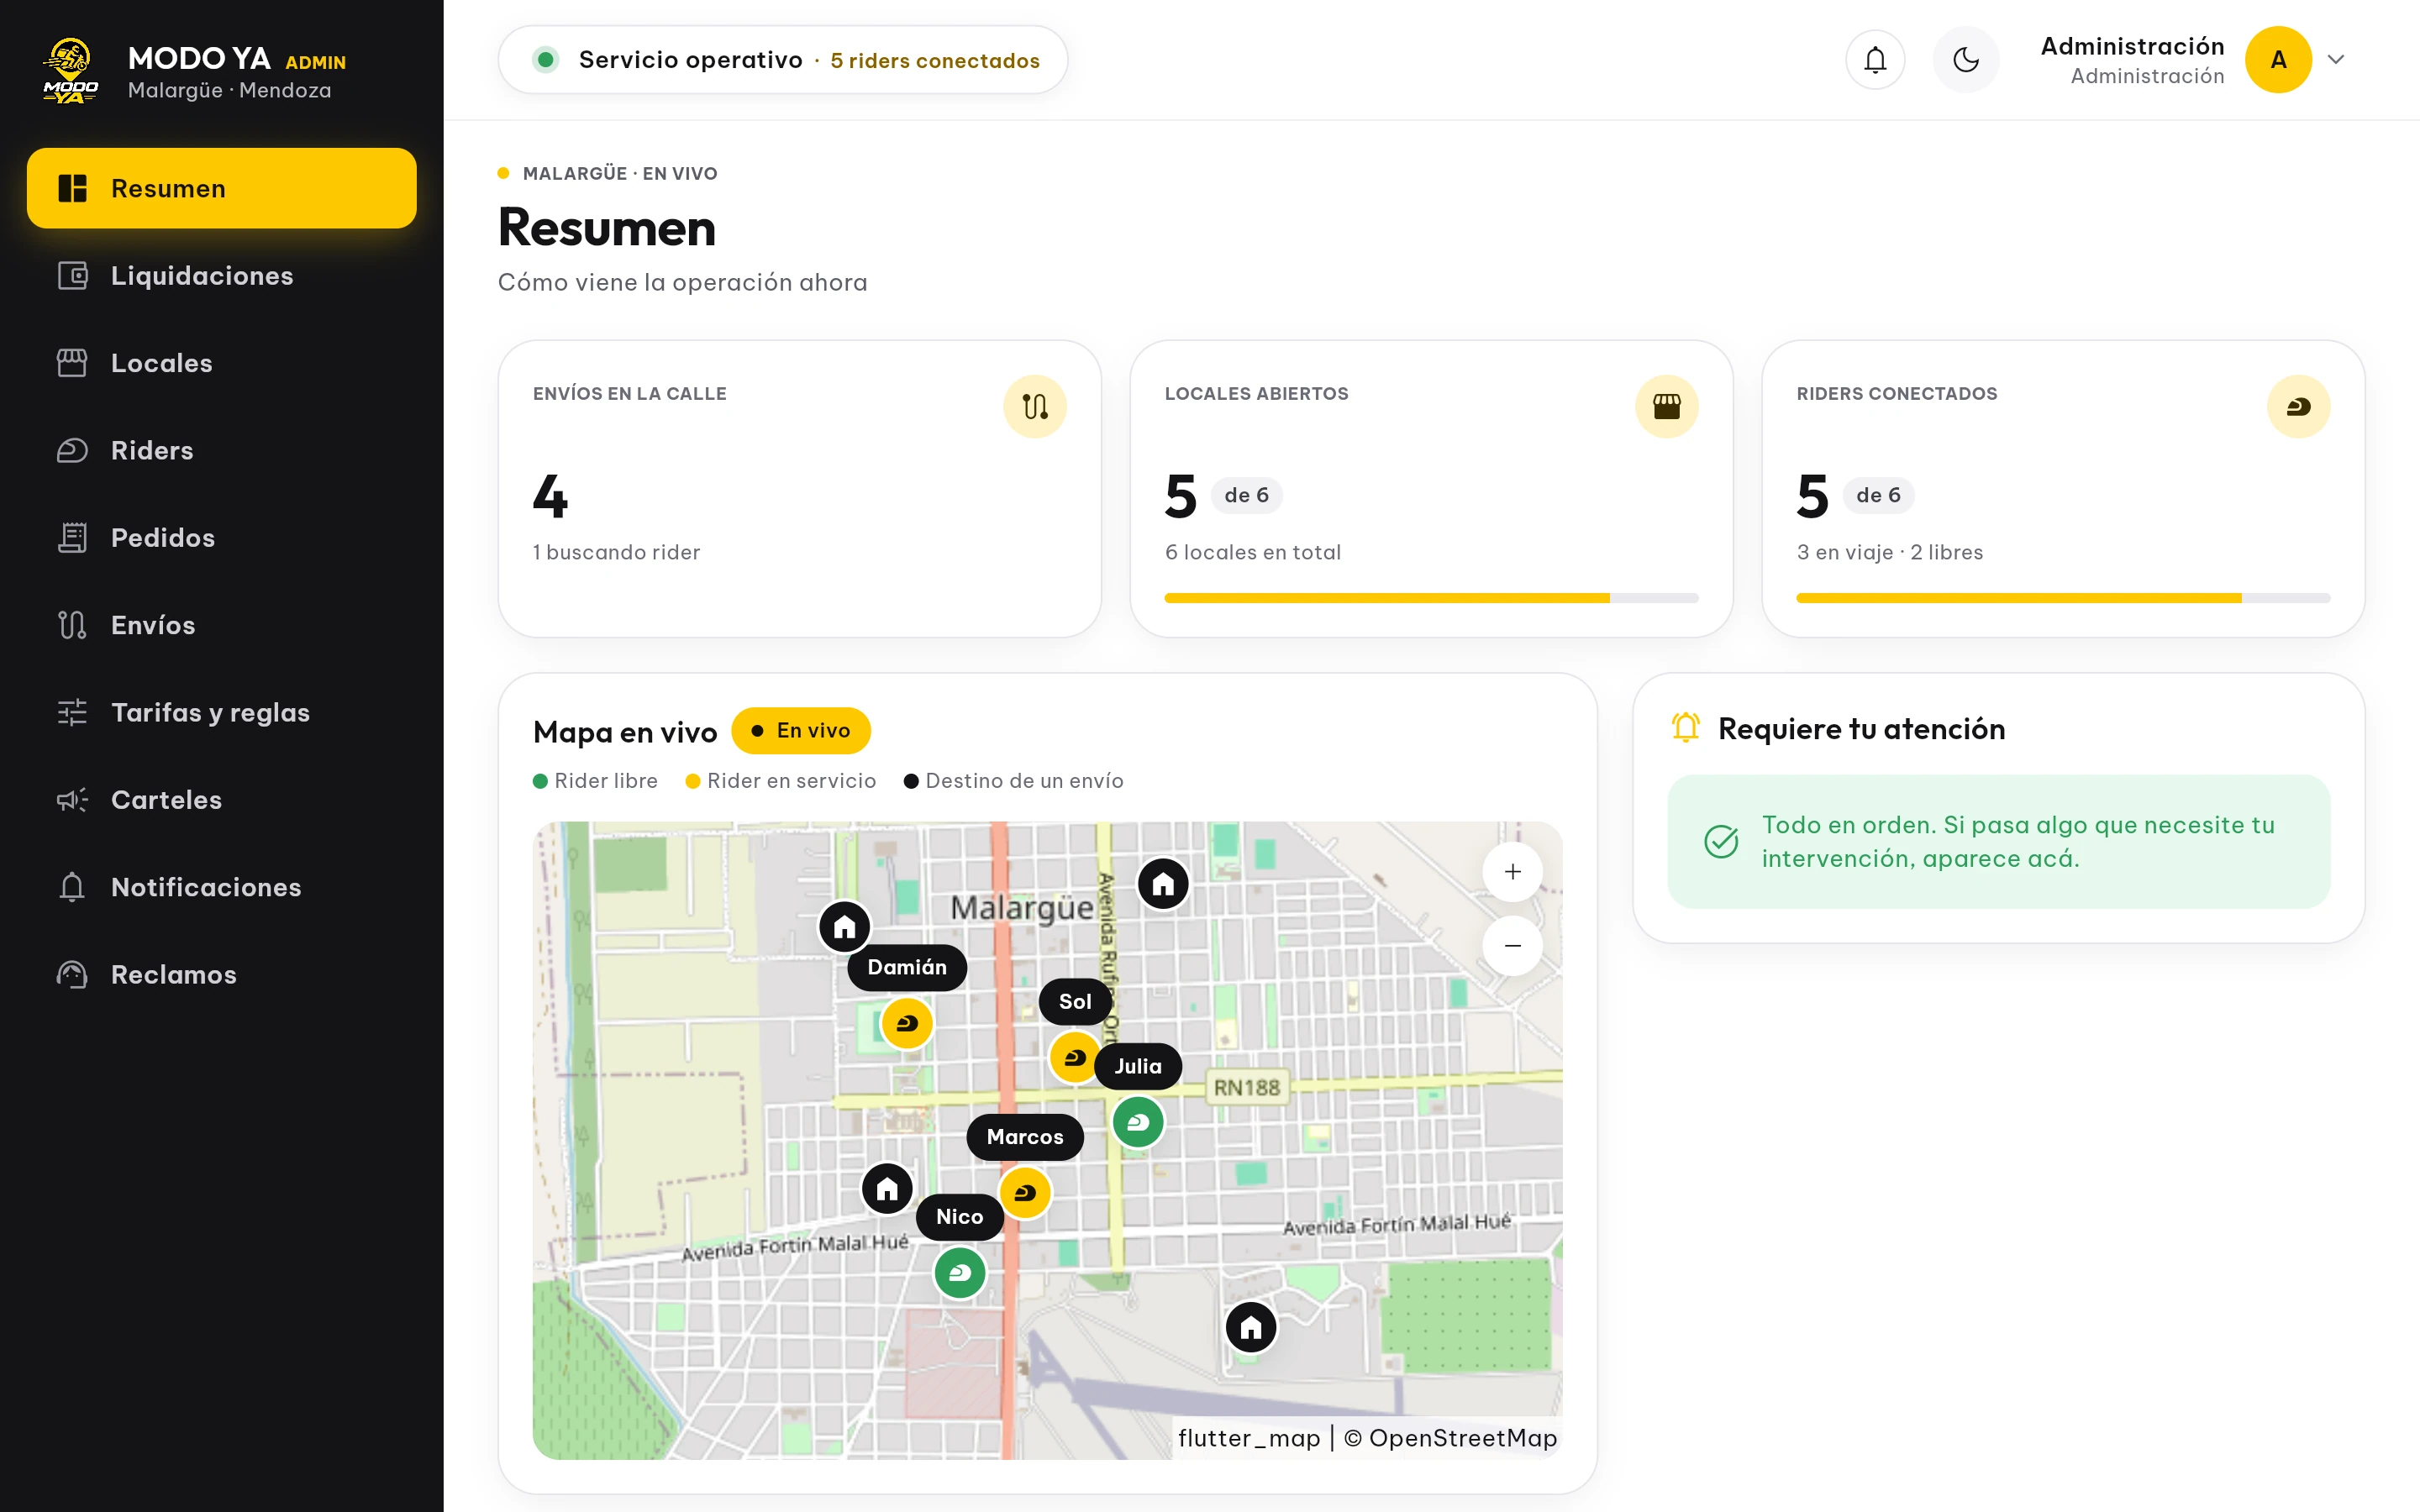 MODO YA ADMIN
Malargüe · Mendoza
MODO
YA
Resumen
Liquidaciones
Locales
Riders
Pedidos
Envíos
Tarifas y reglas
Carteles
Notificaciones
Reclamos
Servicio operativo · 5 riders conectados
Administración
Administración
A
MALARGÜE · EN VIVO
Resumen
Cómo viene la operación ahora
ENVÍOS EN LA CALLE
4
1 buscando rider
LOCALES ABIERTOS
5 de 6
6 locales en total
RIDERS CONECTADOS
5 de 6
3 en viaje · 2 libres
Mapa en vivo
En vivo
Rider libre
Rider en servicio
Destino de un envío
Malargüe
Avenida Rufino Ort
Damián
Sol
Julia
RN188
Marcos
Nico
Avenida Fortín Malal Hué
Avenida Fortín Malal Hué
+
−
flutter_map | © OpenStreetMap
Requiere tu atención
Todo en orden. Si pasa algo que necesite tu
intervención, aparece acá.